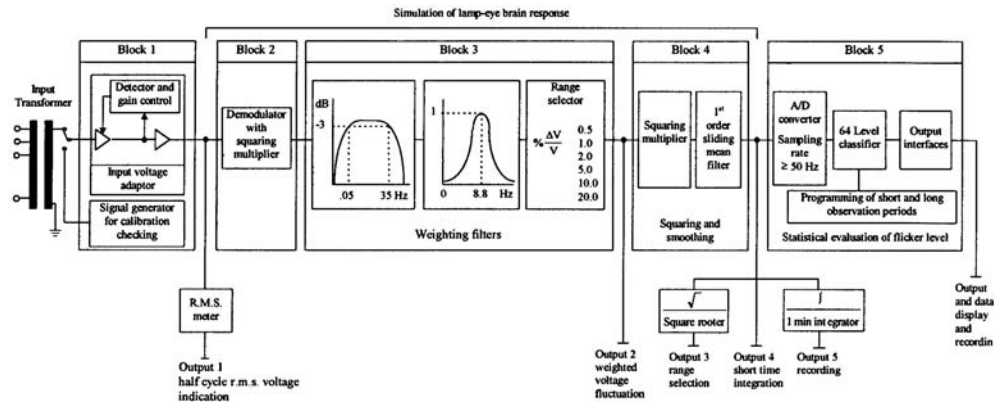 Simulation of lamp-eye brain response
Block 1
Block 2
Block 3
Block 4
Block 5
Input
Transformer
Detector and
gain control
Input voltage
adaptor
Signal generator
for calibration
checking
Demodulator
with
squaring
multiplier
dB
-3
.05
35 Hz
1
0
8.8
Hz
Range
selector
% ΔV/V
0.5
1.0
2.0
5.0
10.0
20.0
Weighting filters
Squaring
multiplier
1st
order
sliding
mean
filter
Squaring and
smoothing
A/D
converter
Sampling
rate
≥ 50 Hz
64 Level
classifier
Output
interfaces
Programming of short and long
observation periods
Statistical evaluation of flicker level
R.M.S.
meter
Output 1
half cycle r.m.s. voltage
indication
Output 2
weighted
voltage
fluctuation
√
Square rooter
Output 3
range
selection
Output 4
short time
integration
∫
1 min integrator
Output 5
recording
Output
and data
display
and
recordin